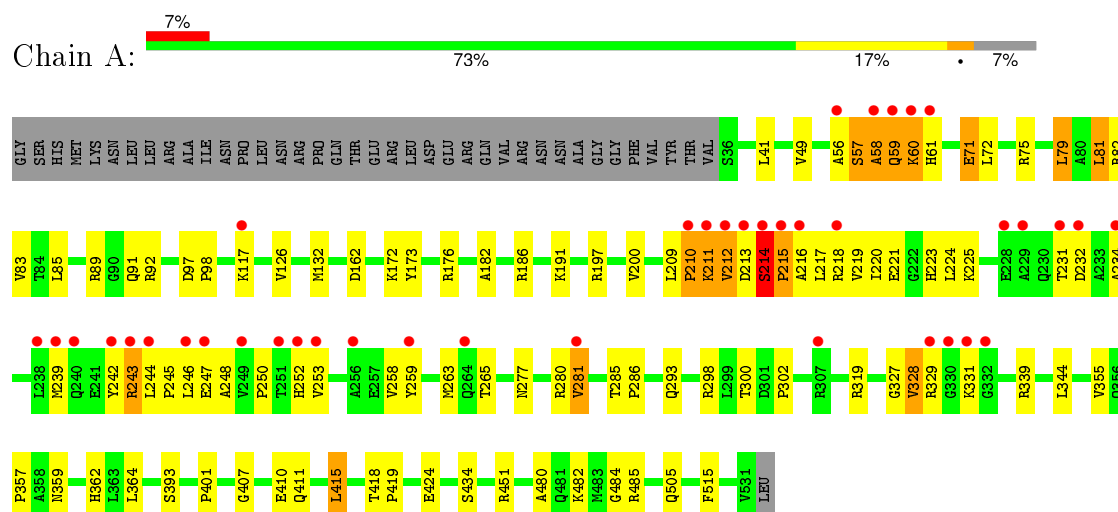 7%
Chain A:
73% 17% • 7%
GLY SER HIS MET LYS ASN LEU LEU ARG ALA ILE ASN PRO LEU ASN ARG PRO GLN THR GLU ARG LEU ASP GLU ARG GLN VAL ARG ASN ASN ALA GLY GLY PHE VAL TYR THR VAL S36 L41 V49 A56 S57 A58 Q59 K60 H61 E71 L72 R75 L79 A80 L81 R82
V83 T84 L85 R89 G90 Q91 R92 D97 P98 K117 V126 M132 D162 K172 Y173 R176 A182 R186 K191 R197 V200 L209 P210 K211 V212 D213 S214 P215 A216 L217 R218 V219 I220 E221 G222 H223 L224 K225 E228 A229 Q230 T231 D232 A233 A234
L238 M239 Q240 E241 Y242 R243 L244 P245 L246 E247 A248 V249 P250 T251 H252 V253 A256 E257 V258 Y259 M263 Q264 T265 N277 R280 V281 T285 P286 Q293 R298 L299 T300 D301 P302 R307 R319 G327 V328 R329 G330 K331 G332 R339 L344 V355 Q356
P357 A358 N359 H362 L363 L364 S393 P401 G407 E410 Q411 L415 T418 P419 E424 S434 R451 A480 Q481 K482 M483 G484 R485 Q505 F515 V531 LEU